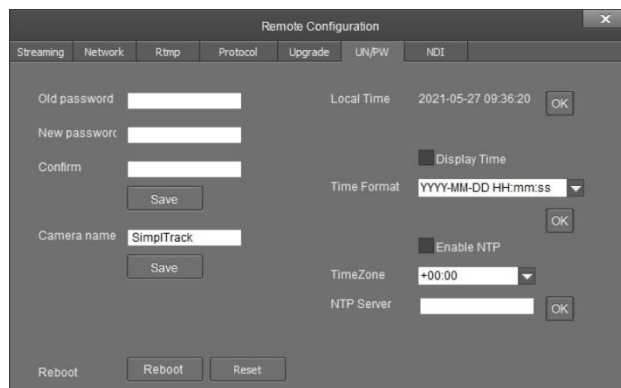 Remote Configuration
Streaming Network Rtmp Protocol Upgrade UN/PW NDI
Old password Local Time 2021-05-27 09:36:20 OK
New passworc
Display Time
Confirm
Time Format YYYY-MM-DD HH:mm:ss
Save
OK
Camera name SimplTrack
Enable NTP
Save
TimeZone +00:00
NTP Server OK
Reboot Reboot Reset